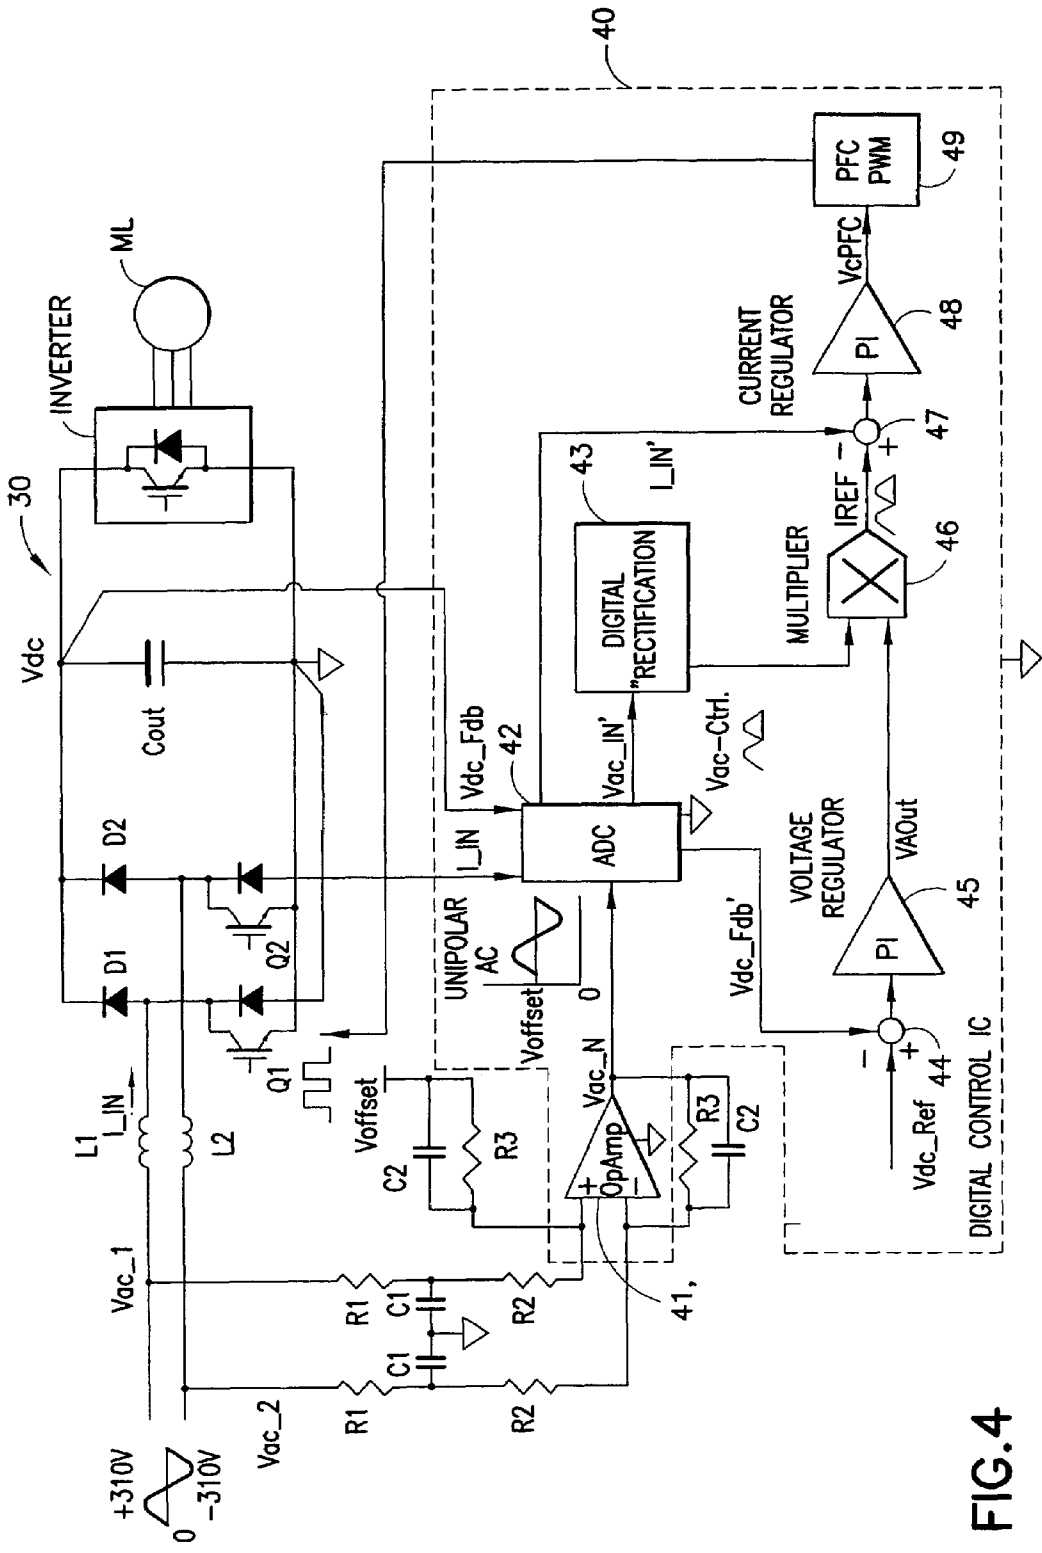 +310V
0
-310V
Vac_1
Vac_2
L1
I_IN
L2
D1
D2
Q1
Q2
Vdc
Cout
30
INVERTER
ML
40
R1
C1
R2
R1
C1
R2
Voffset
C2
R3
+
OpAmp
-
41,
Vac_N
R3
C2
UNIPOLAR
AC
Voffset
0
I_IN
Vdc_Fdb
42
ADC
Vac_IN'
DIGITAL
"RECTIFICATION
43
I_IN'
Vac-Ctrl.
Vdc_Fdb'
Vdc_Ref
-
+
44
PI
45
VOLTAGE
REGULATOR
VAOut
MULTIPLIER
46
IREF
-
+
47
CURRENT
REGULATOR
PI
48
VcPFC
PFC
PWM
49
DIGITAL CONTROL IC
FIG.4